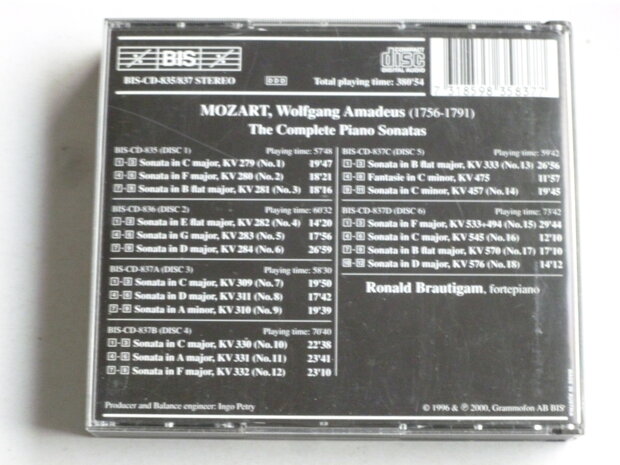 BIS
COMPACT
disc
DIGITAL AUDIO
BIS-CD-835/837 STEREO DDD Total playing time: 380'54
7 318598 358377
MOZART, Wolfgang Amadeus (1756-1791)
The Complete Piano Sonatas
BIS-CD-835 (DISC 1) Playing time: 57'48
1-3 Sonata in C major, KV 279 (No.1) 19'47
4-6 Sonata in F major, KV 280 (No.2) 18'21
7-9 Sonata in B flat major, KV 281 (No.3) 18'16
BIS-CD-836 (DISC 2) Playing time: 60'32
1-3 Sonata in E flat major, KV 282 (No.4) 14'20
4-6 Sonata in G major, KV 283 (No.5) 17'56
7-9 Sonata in D major, KV 284 (No.6) 26'59
BIS-CD-837A (DISC 3) Playing time: 58'30
1-3 Sonata in C major, KV 309 (No.7) 19'50
4-6 Sonata in D major, KV 311 (No.8) 17'42
7-9 Sonata in A minor, KV 310 (No.9) 19'39
BIS-CD-837B (DISC 4) Playing time: 70'40
1-3 Sonata in C major, KV 330 (No.10) 22'38
4-6 Sonata in A major, KV 331 (No.11) 23'41
7-9 Sonata in F major, KV 332 (No.12) 23'10
BIS-CD-837C (DISC 5) Playing time: 59'42
1-3 Sonata in B flat major, KV 333 (No.13) 26'56
4-8 Fantasie in C minor, KV 475 11'57
9-11 Sonata in C minor, KV 457 (No.14) 19'45
BIS-CD-837D (DISC 6) Playing time: 73'42
1-3 Sonata in F major, KV 533+494 (No.15) 29'44
4-6 Sonata in C major, KV 545 (No.16) 12'10
7-9 Sonata in B flat major, KV 570 (No.17) 17'10
10-12 Sonata in D major, KV 576 (No.18) 14'12
Ronald Brautigam, fortepiano
Producer and Balance engineer: Ingo Petry
© 1996 & ℗ 2000, Grammofon AB BIS